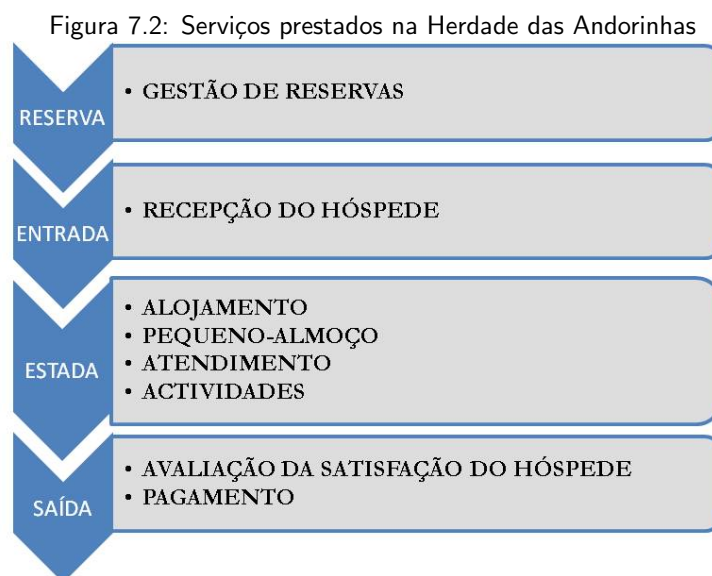 Figura 7.2: Serviços prestados na Herdade das Andorinhas
RESERVA
• GESTÃO DE RESERVAS
ENTRADA
• RECEPÇÃO DO HÓSPEDE
ESTADA
• ALOJAMENTO
• PEQUENO-ALMOÇO
• ATENDIMENTO
• ACTIVIDADES
SAÍDA
• AVALIAÇÃO DA SATISFAÇÃO DO HÓSPEDE
• PAGAMENTO